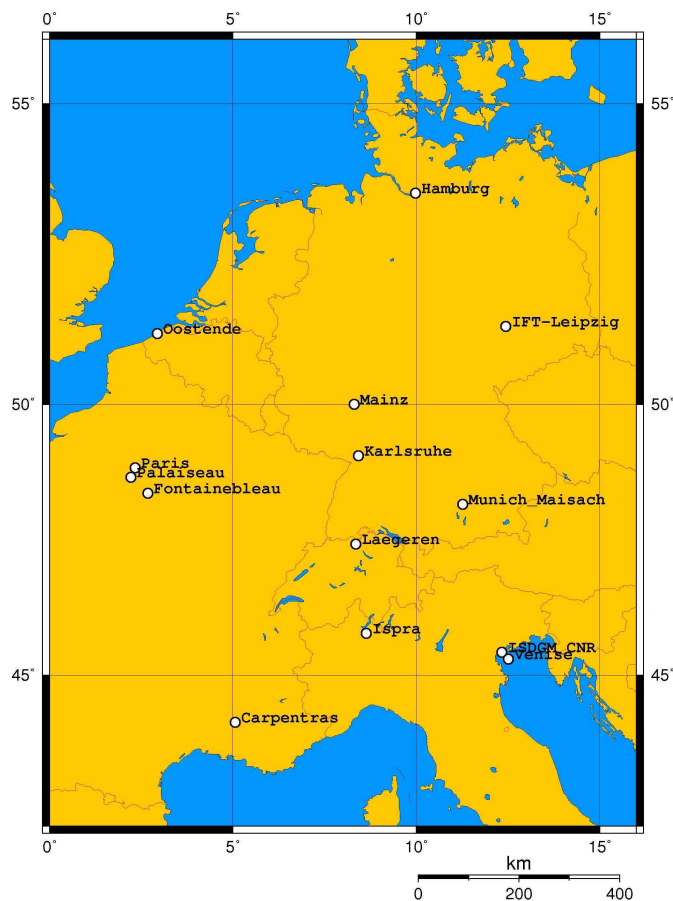 0° 5° 10° 15°
55° 55°
Hamburg
Oostende
IFT-Leipzig
50° 50°
Mainz
Karlsruhe
Paris
Palaiseau
Fontainebleau
Munich_Maisach
Laegeren
Ispra
ISDGM_CNR
Venise
45° 45°
Carpentras
0° 5° 10° 15°
km
0 200 400